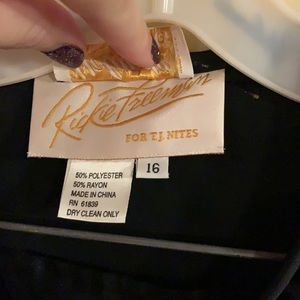 Rickie Freeman
FOR T.J. NITES
16
50% POLYESTER
50% RAYON
MADE IN CHINA
RN 61839
DRY CLEAN ONLY